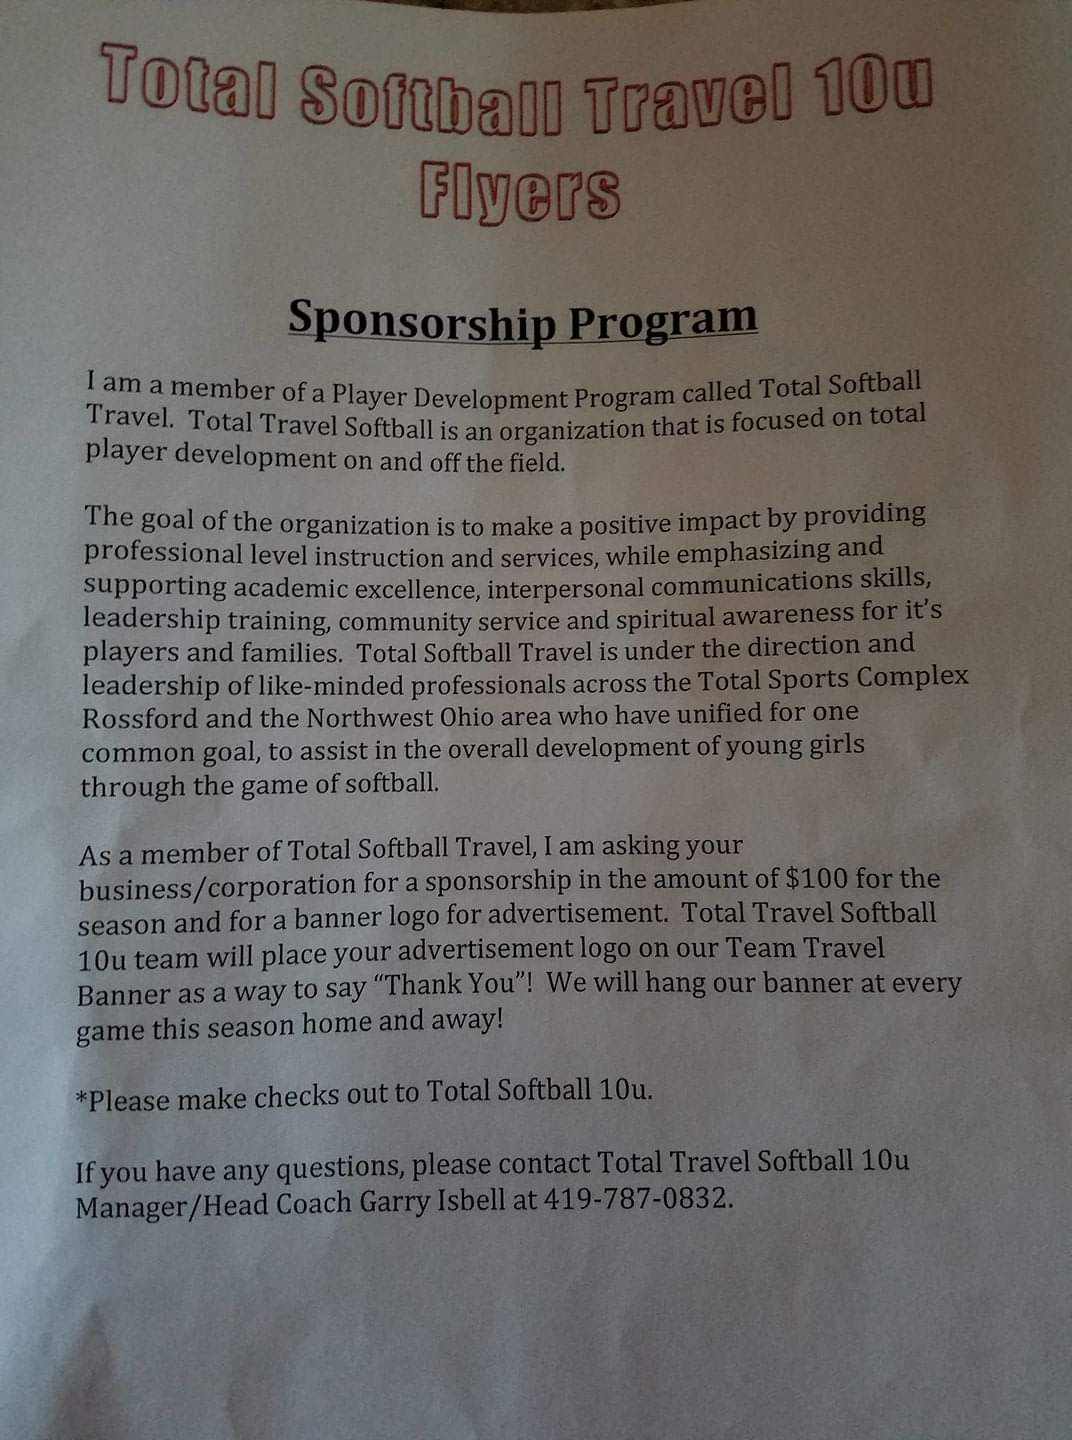 Total Softball Travel 10u
Flyers
Sponsorship Program
I am a member of a Player Development Program called Total Softball
Travel.  Total Travel Softball is an organization that is focused on total
player development on and off the field.
The goal of the organization is to make a positive impact by providing
professional level instruction and services, while emphasizing and
supporting academic excellence, interpersonal communications skills,
leadership training, community service and spiritual awareness for it's
players and families.  Total Softball Travel is under the direction and
leadership of like-minded professionals across the Total Sports Complex
Rossford and the Northwest Ohio area who have unified for one
common goal, to assist in the overall development of young girls
through the game of softball.
As a member of Total Softball Travel, I am asking your
business/corporation for a sponsorship in the amount of $100 for the
season and for a banner logo for advertisement.  Total Travel Softball
10u team will place your advertisement logo on our Team Travel
Banner as a way to say “Thank You”!  We will hang our banner at every
game this season home and away!
*Please make checks out to Total Softball 10u.
If you have any questions, please contact Total Travel Softball 10u
Manager/Head Coach Garry Isbell at 419-787-0832.